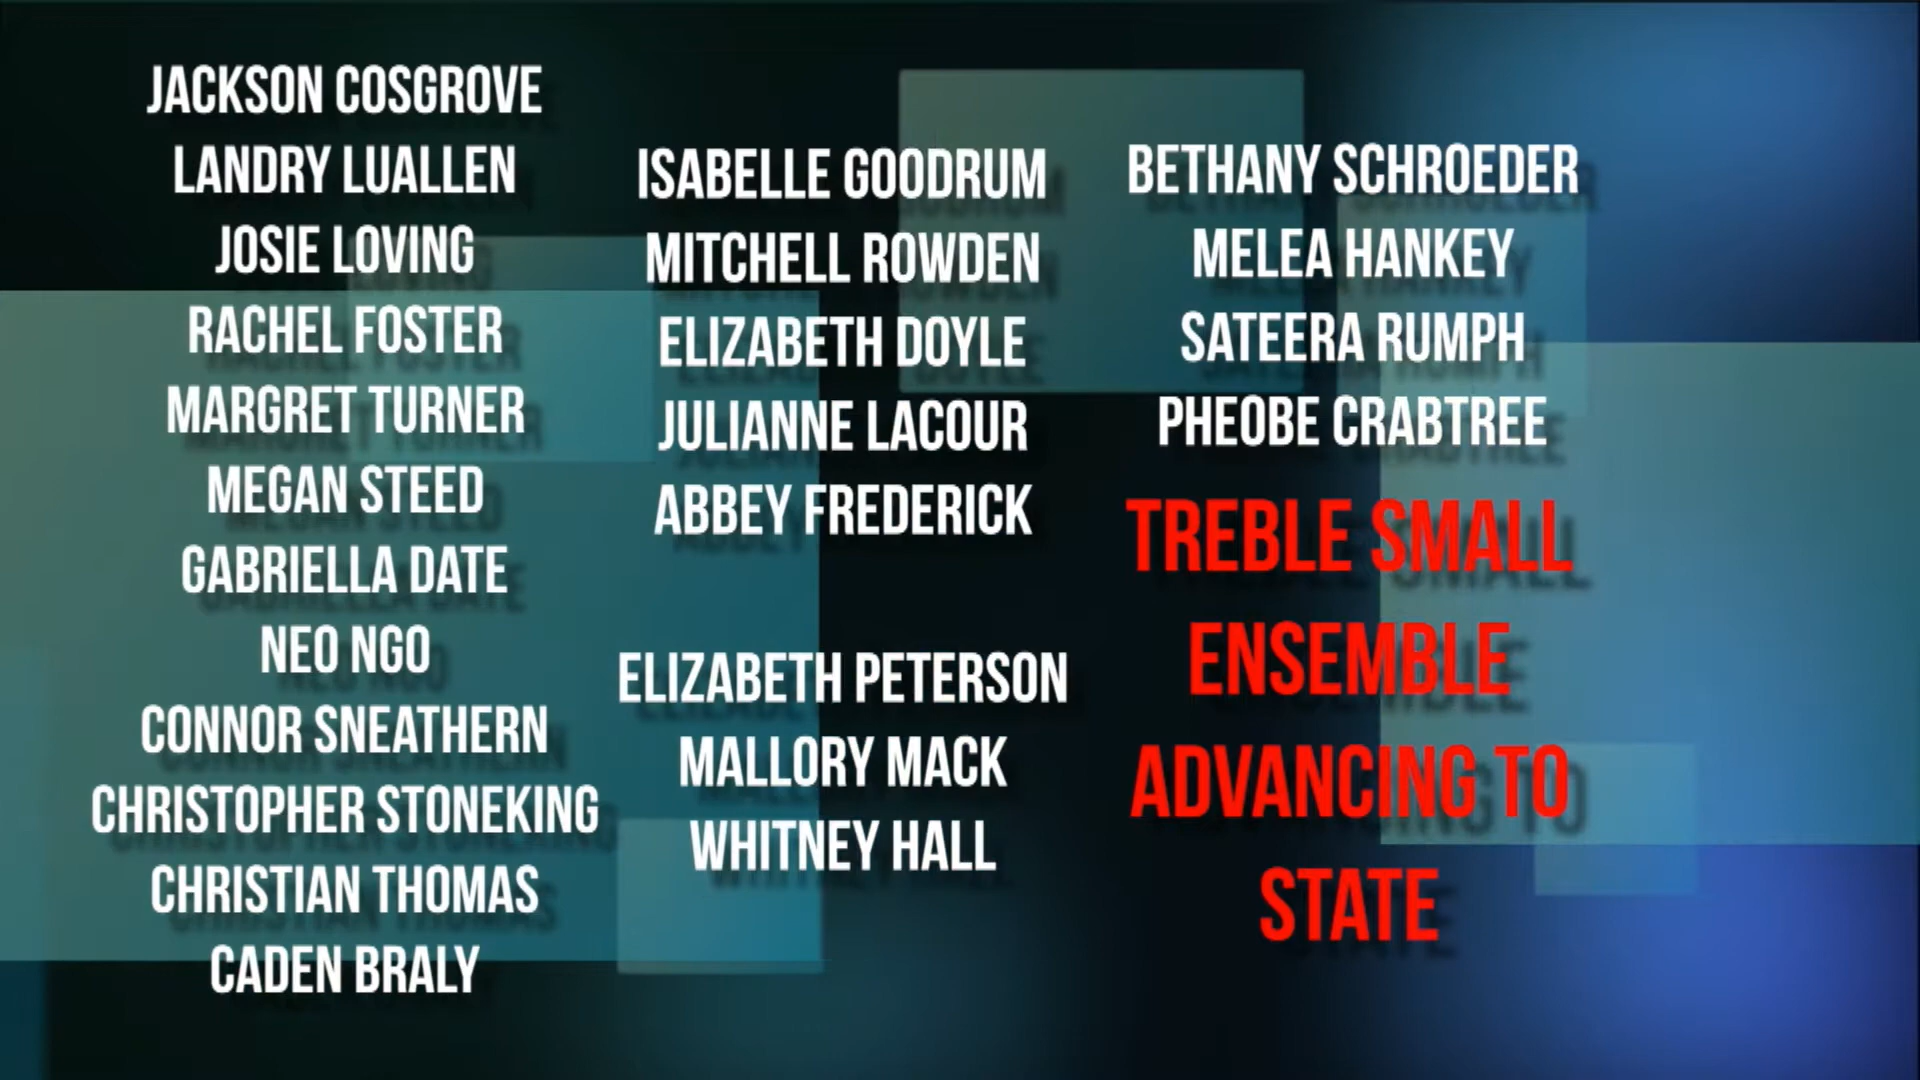 JACKSON COSGROVE
LANDRY LUALLEN
JOSIE LOVING
RACHEL FOSTER
MARGRET TURNER
MEGAN STEED
GABRIELLA DATE
NEO NGO
CONNOR SNEATHERN
CHRISTOPHER STONEKING
CHRISTIAN THOMAS
CADEN BRALY
ISABELLE GOODRUM
MITCHELL ROWDEN
ELIZABETH DOYLE
JULIANNE LACOUR
ABBEY FREDERICK
ELIZABETH PETERSON
MALLORY MACK
WHITNEY HALL
BETHANY SCHROEDER
MELEA HANKEY
SATEERA RUMPH
PHEOBE CRABTREE
TREBLE SMALL
ENSEMBLE
ADVANCING TO
STATE